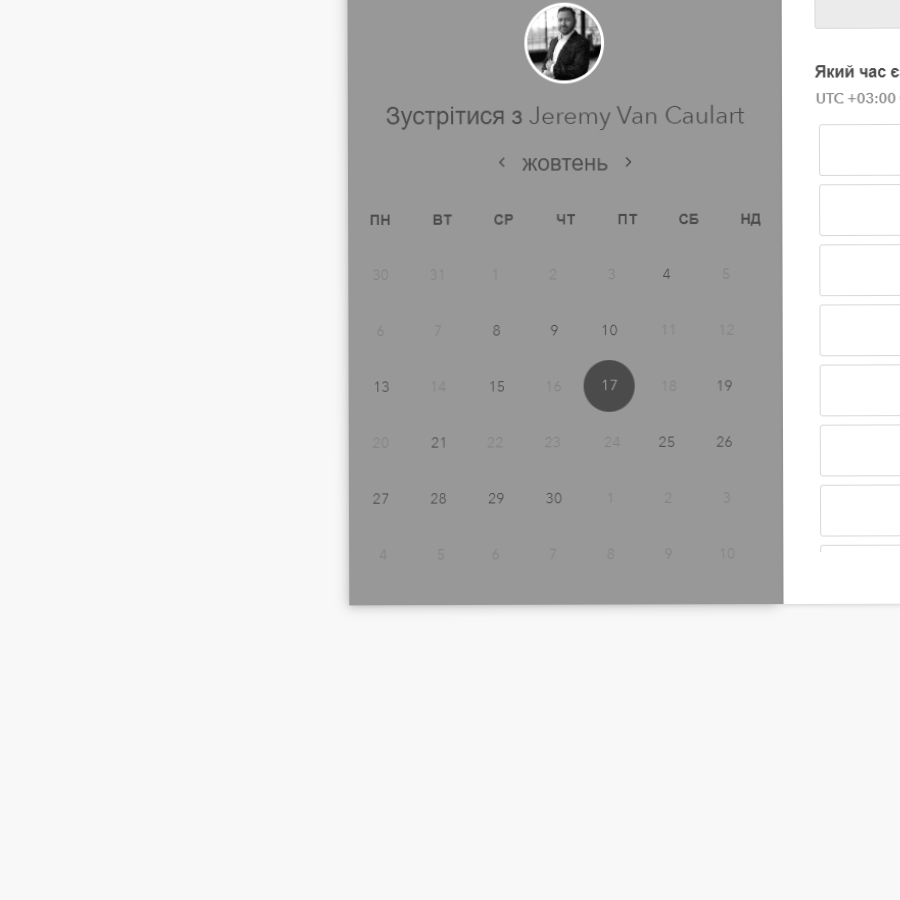 Зустрітися з Jeremy Van Caulart
жовтень
ПН ВТ СР ЧТ ПТ СБ НД
30 31 1 2 3 4 5
6 7 8 9 10 11 12
13 14 15 16 17 18 19
20 21 22 23 24 25 26
27 28 29 30 1 2 3
4 5 6 7 8 9 10
Який час є
UTC +03:00